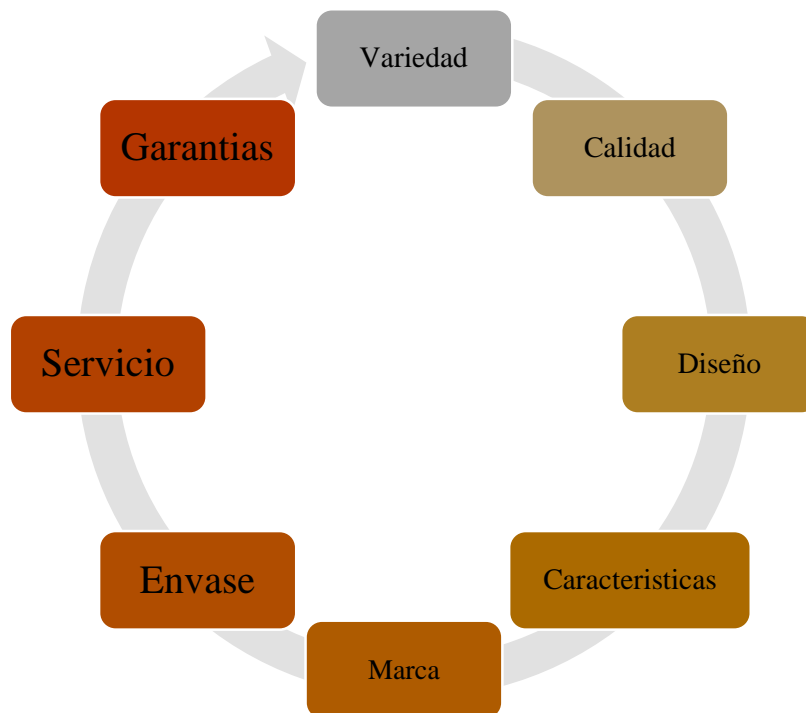 Variedad
Calidad
Diseño
Caracteristicas
Marca
Envase
Servicio
Garantias